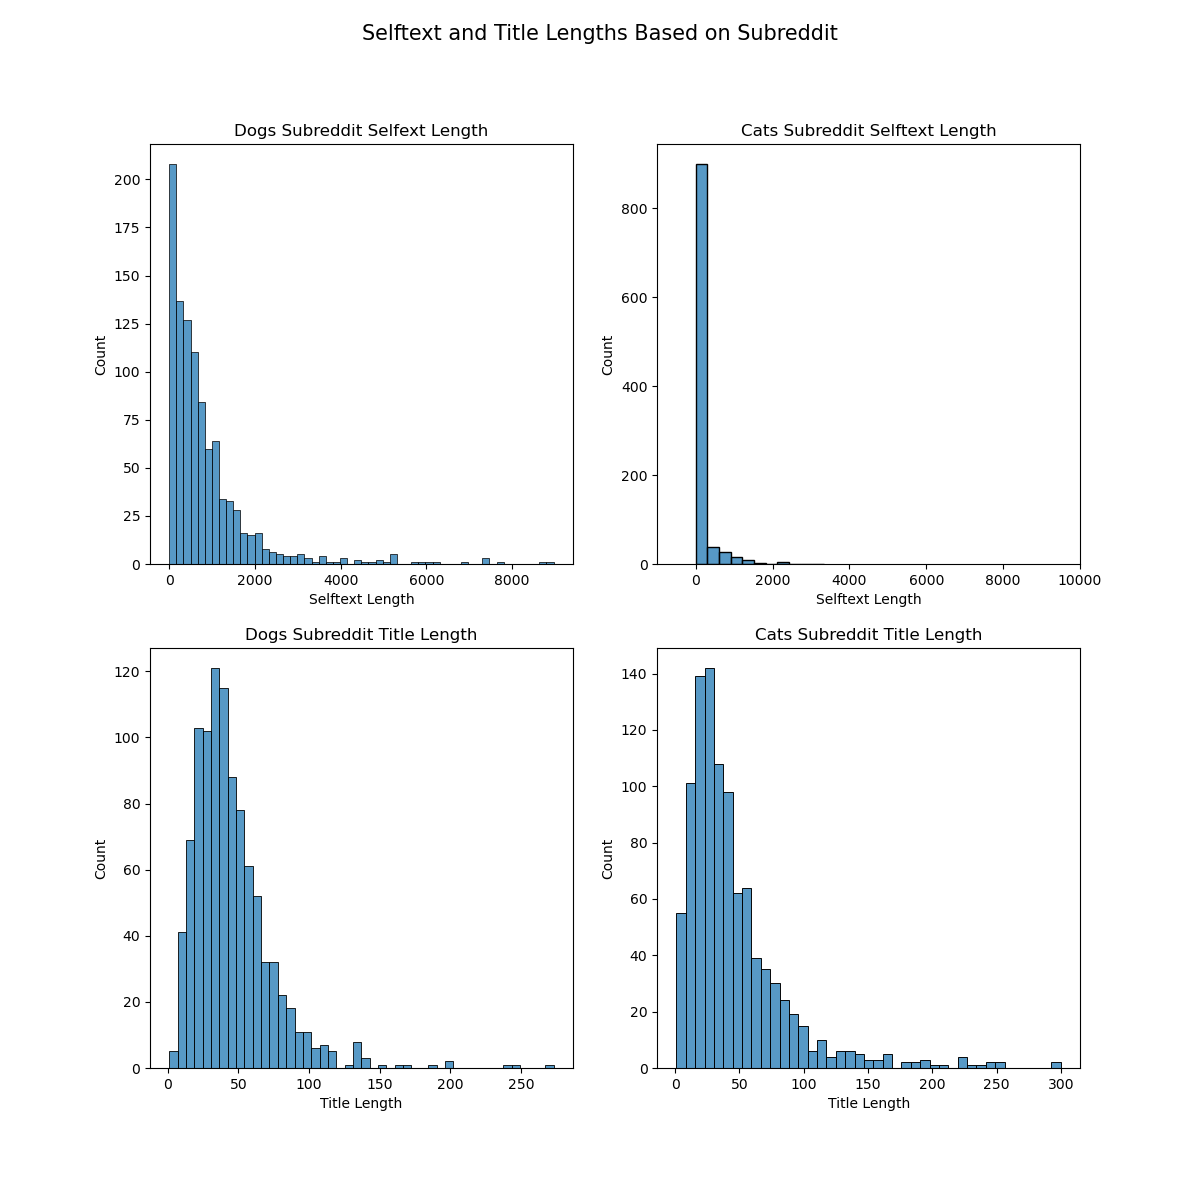 Selftext and Title Lengths Based on Subreddit
Dogs Subreddit Selfext Length
200
175
150
125
100
75
50
25
0
Count
0 2000 4000 6000 8000
Selftext Length
Cats Subreddit Selftext Length
800
600
400
200
0
Count
0 2000 4000 6000 8000 10000
Selftext Length
Dogs Subreddit Title Length
120
100
80
60
40
20
0
Count
0 50 100 150 200 250
Title Length
Cats Subreddit Title Length
140
120
100
80
60
40
20
0
Count
0 50 100 150 200 250 300
Title Length